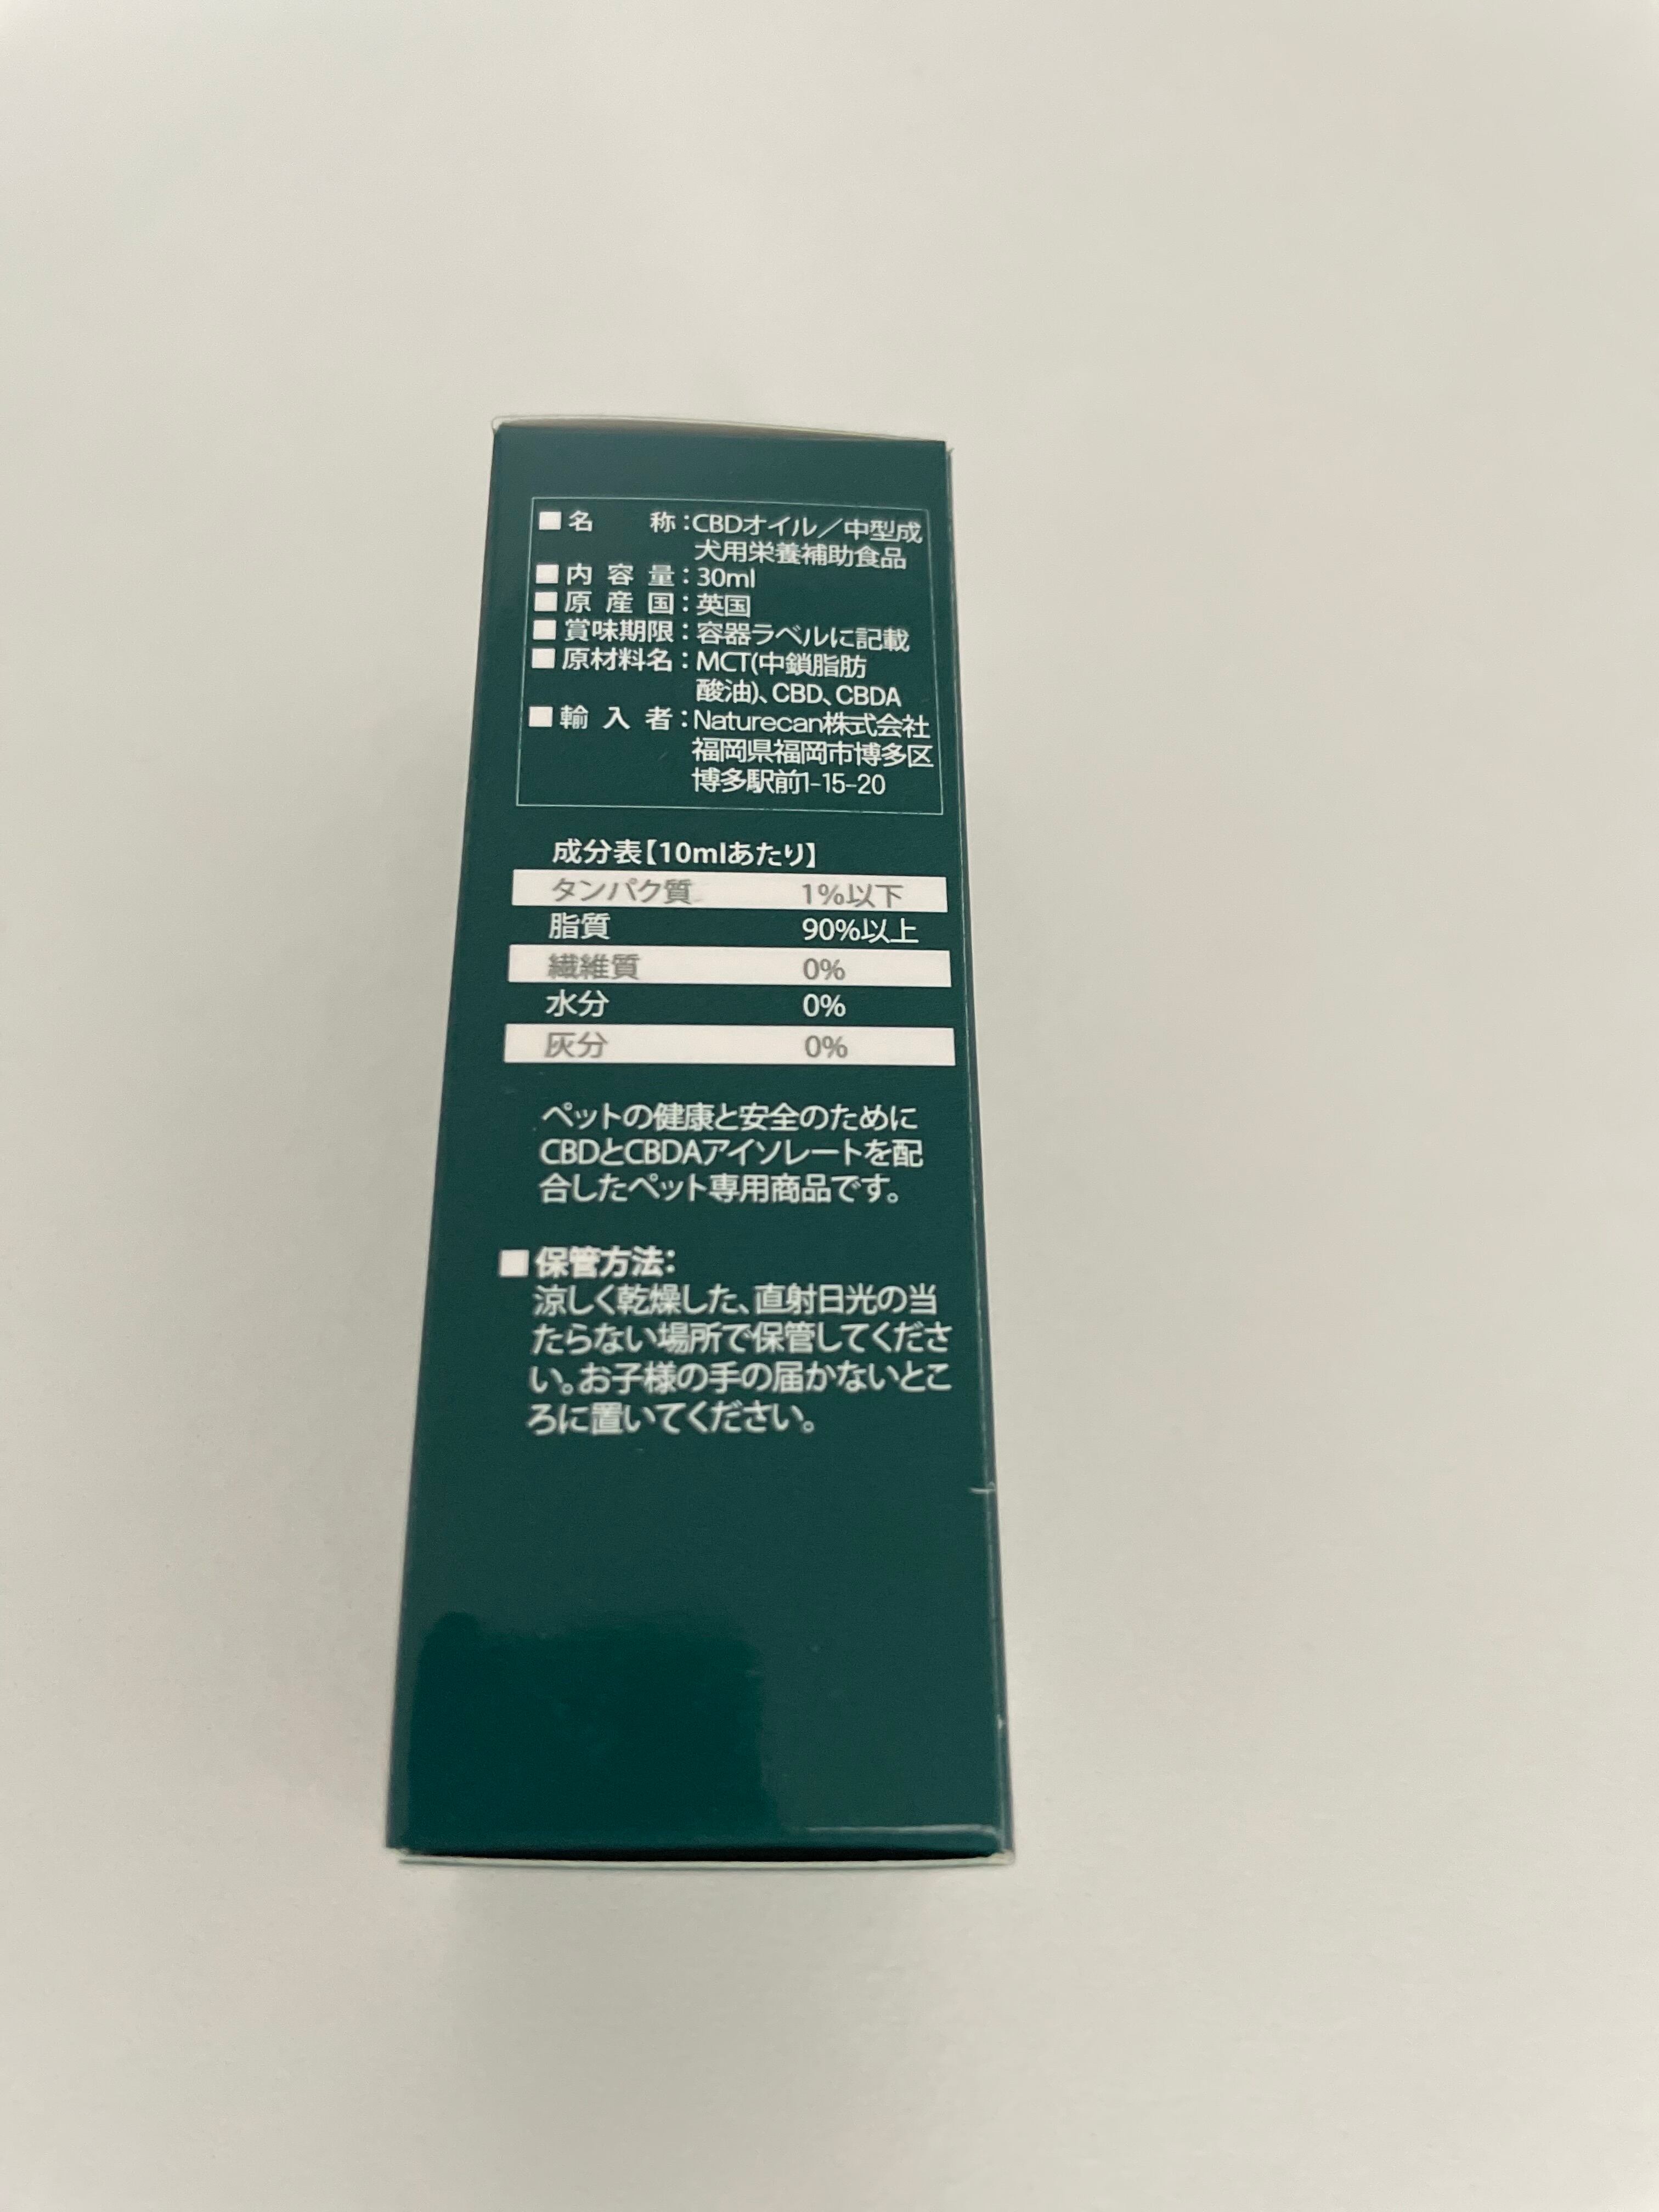 ■名　　称：CBDオイル／中型成
犬用栄養補助食品
■内 容 量：30ml
■原 産 国：英国
■賞味期限：容器ラベルに記載
■原材料名：MCT(中鎖脂肪
酸油)、CBD、CBDA
■輸 入 者：Naturecan株式会社
福岡県福岡市博多区
博多駅前1-15-20
成分表【10mlあたり】
タンパク質 1%以下
脂質 90%以上
繊維質 0%
水分 0%
灰分 0%
ペットの健康と安全のために
CBDとCBDAアイソレートを配
合したペット専用商品です。
■保管方法：
涼しく乾燥した、直射日光の当
たらない場所で保管してくださ
い。お子様の手の届かないとこ
ろに置いてください。